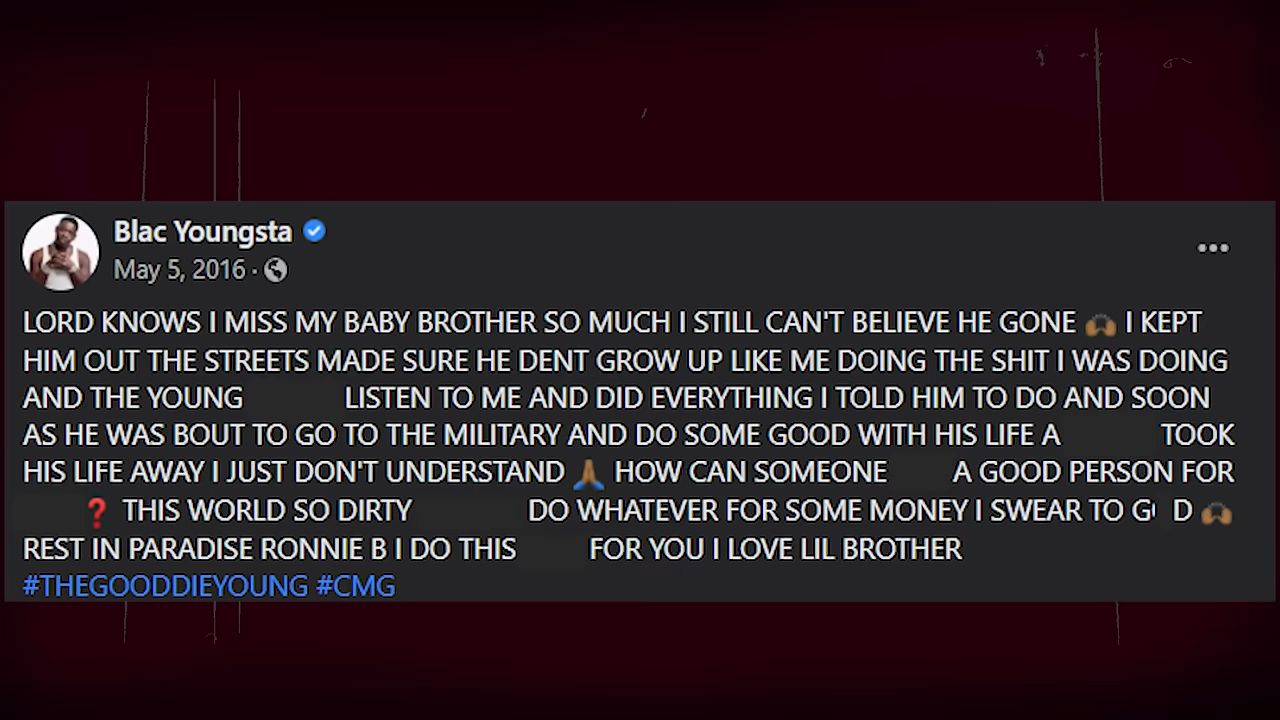 Blac Youngsta
May 5, 2016 ·
LORD KNOWS I MISS MY BABY BROTHER SO MUCH I STILL CAN'T BELIEVE HE GONE 🙌🏾 I KEPT
HIM OUT THE STREETS MADE SURE HE DENT GROW UP LIKE ME DOING THE SHIT I WAS DOING
AND THE YOUNG LISTEN TO ME AND DID EVERYTHING I TOLD HIM TO DO AND SOON
AS HE WAS BOUT TO GO TO THE MILITARY AND DO SOME GOOD WITH HIS LIFE A TOOK
HIS LIFE AWAY I JUST DON'T UNDERSTAND 🙏🏾 HOW CAN SOMEONE A GOOD PERSON FOR
❓ THIS WORLD SO DIRTY DO WHATEVER FOR SOME MONEY I SWEAR TO G D 🙌🏾
REST IN PARADISE RONNIE B I DO THIS FOR YOU I LOVE LIL BROTHER
#THEGOODDIEYOUNG #CMG